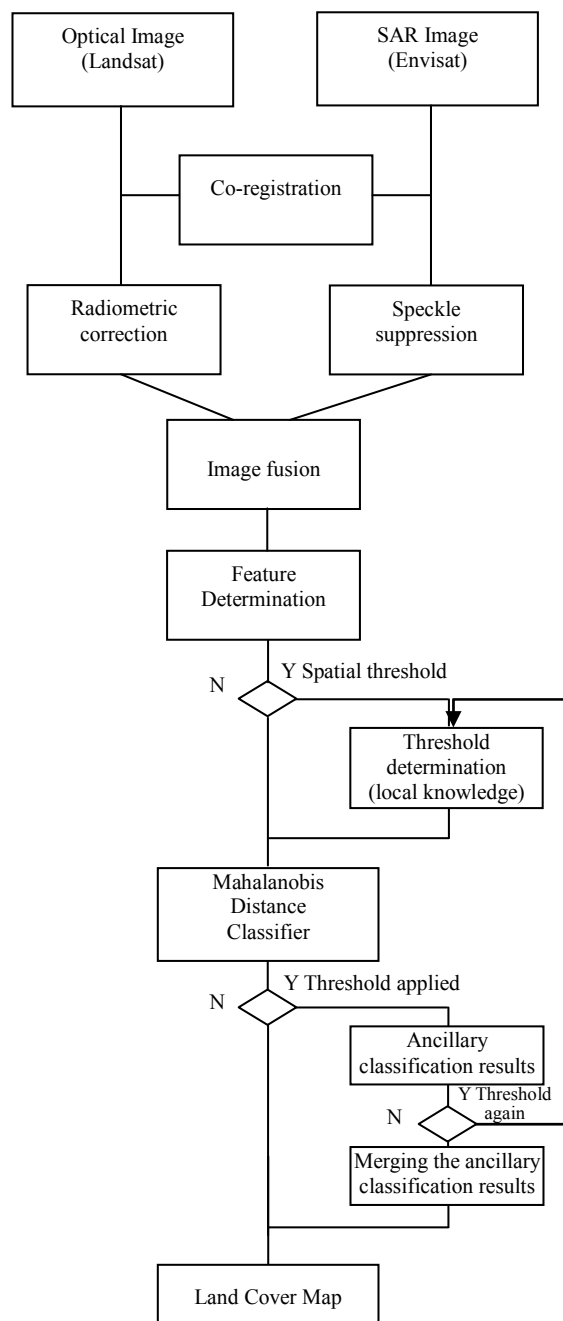 Optical Image
(Landsat)
SAR Image
(Envisat)
Co-registration
Radiometric
correction
Speckle
suppression
Image fusion
Feature
Determination
N
Y Spatial threshold
Threshold
determination
(local knowledge)
Mahalanobis
Distance
Classifier
N
Y Threshold applied
Ancillary
classification results
N
Y Threshold
again
Merging the ancillary
classification results
Land Cover Map